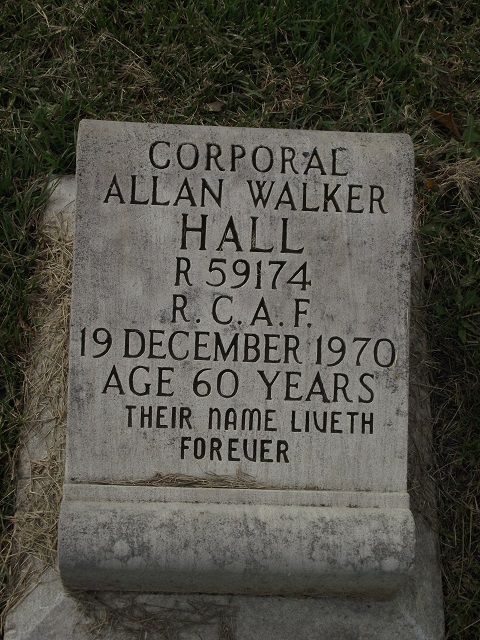 CORPORAL
ALLAN WALKER
HALL
R 59174
R.C.A.F.
19 DECEMBER 1970
AGE 60 YEARS
THEIR NAME LIVETH
FOREVER